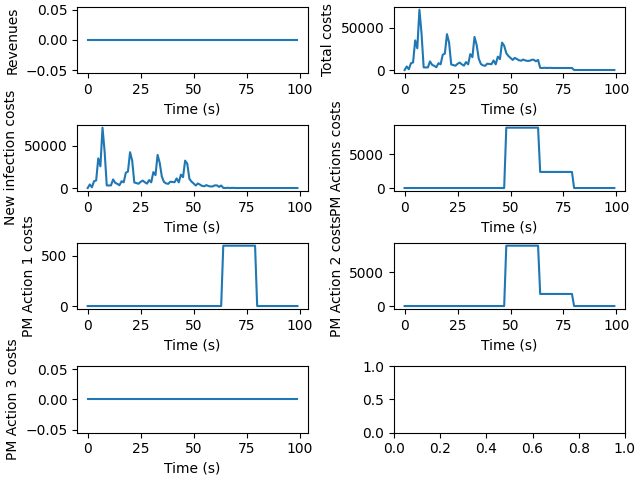 Revenues
0.05
0.00
−0.05
0 25 50 75 100
Time (s)
Total costs
50000
0
0 25 50 75 100
Time (s)
New infection costs
50000
0
0 25 50 75 100
Time (s)
PM Actions costs
5000
0
0 25 50 75 100
Time (s)
PM Action 1 costs
500
0
0 25 50 75 100
Time (s)
PM Action 2 costs
5000
0
0 25 50 75 100
Time (s)
PM Action 3 costs
0.05
0.00
−0.05
0 25 50 75 100
Time (s)
1.0
0.5
0.0
0.0 0.2 0.4 0.6 0.8 1.0